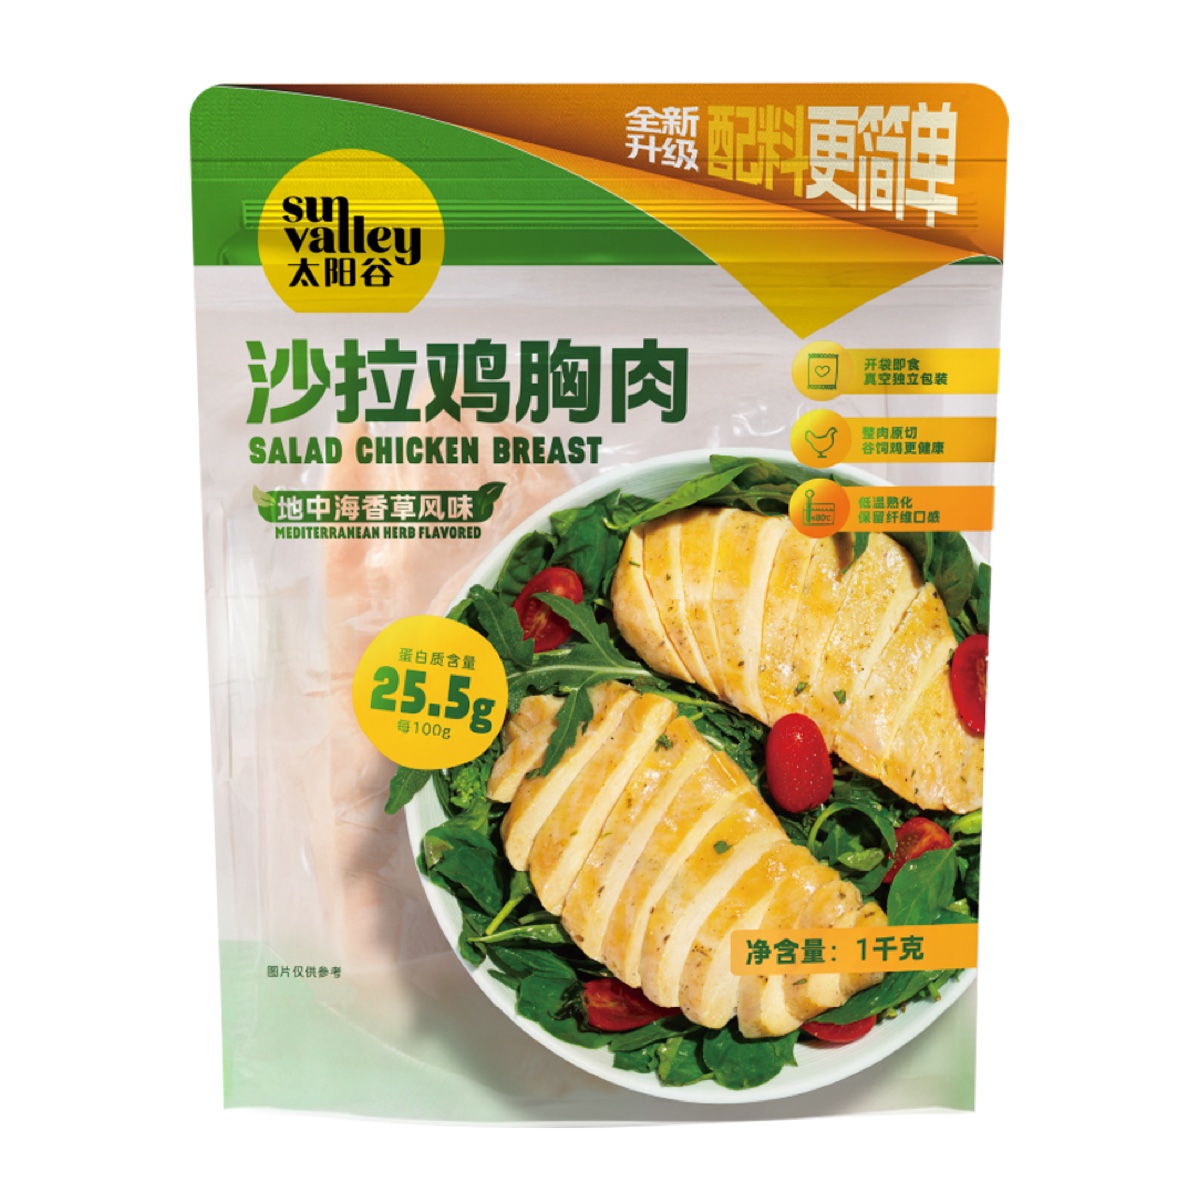 全新
升级
配料更简单
sun
valley
太阳谷
沙拉鸡胸肉
SALAD CHICKEN BREAST
地中海香草风味
MEDITERRANEAN HERB FLAVORED
开袋即食
真空独立包装
整肉原切
谷饲鸡更健康
≤80℃
低温熟化
保留纤维口感
蛋白质含量
25.5g
每100g
净含量：1千克
图片仅供参考